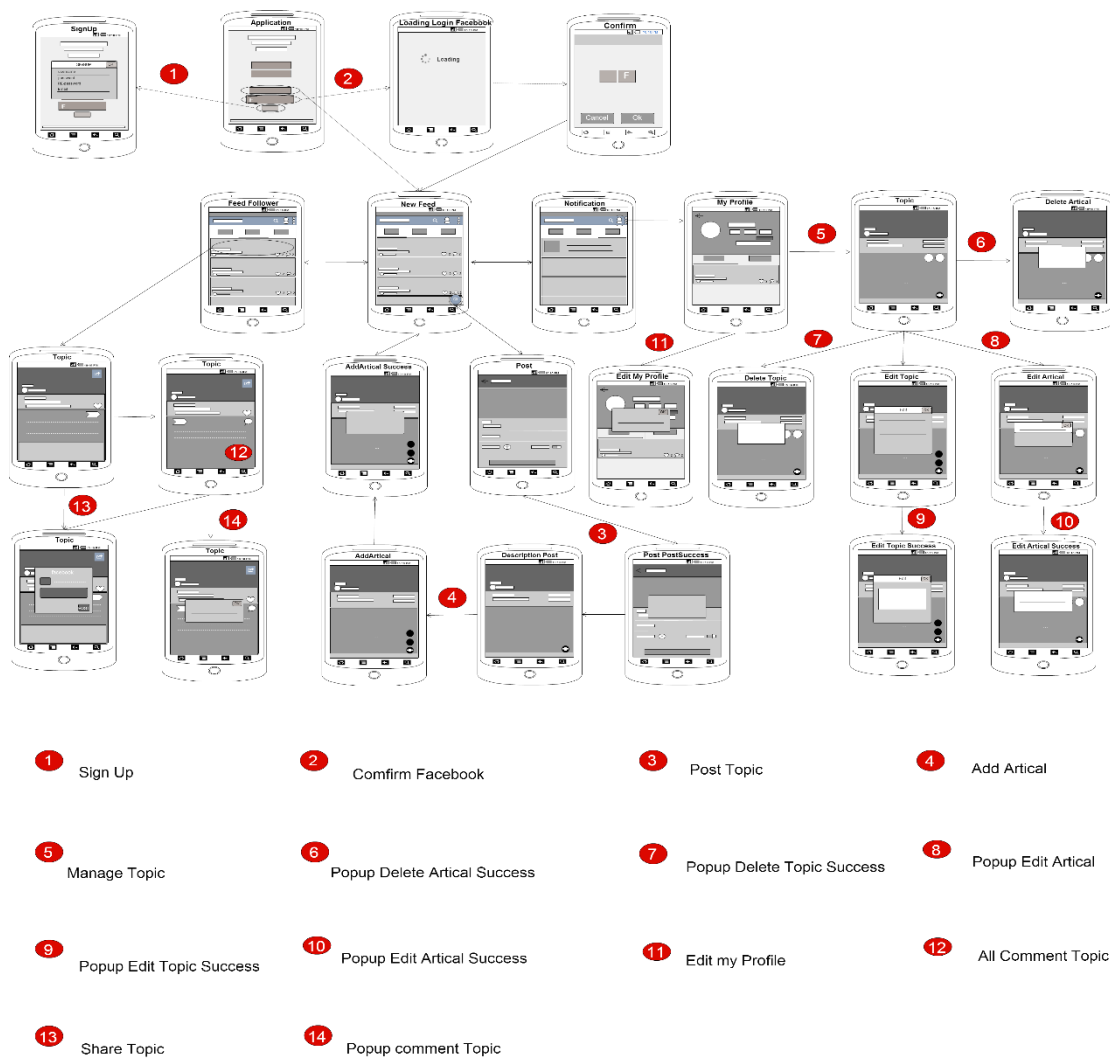 SignUp
Application
Loading Login Facebook
Confirm
Loading
F
F
Cancel
Ok
1
2
Feed Follower
New Feed
Notification
My Profile
Topic
Delete Artical
5
6
11
7
8
Topic
Topic
AddArtical Success
Post
Edit My Profile
Delete Topic
Edit Topic
Edit Artical
12
13
14
3
9
10
Topic
Topic
AddArtical
Description Post
Post PostSuccess
Edit Topic Success
Edit Artical Success
4
1 Sign Up
2 Comfirm Facebook
3 Post Topic
4 Add Artical
5 Manage Topic
6 Popup Delete Artical Success
7 Popup Delete Topic Success
8 Popup Edit Artical
9 Popup Edit Topic Success
10 Popup Edit Artical Success
11 Edit my Profile
12 All Comment Topic
13 Share Topic
14 Popup comment Topic